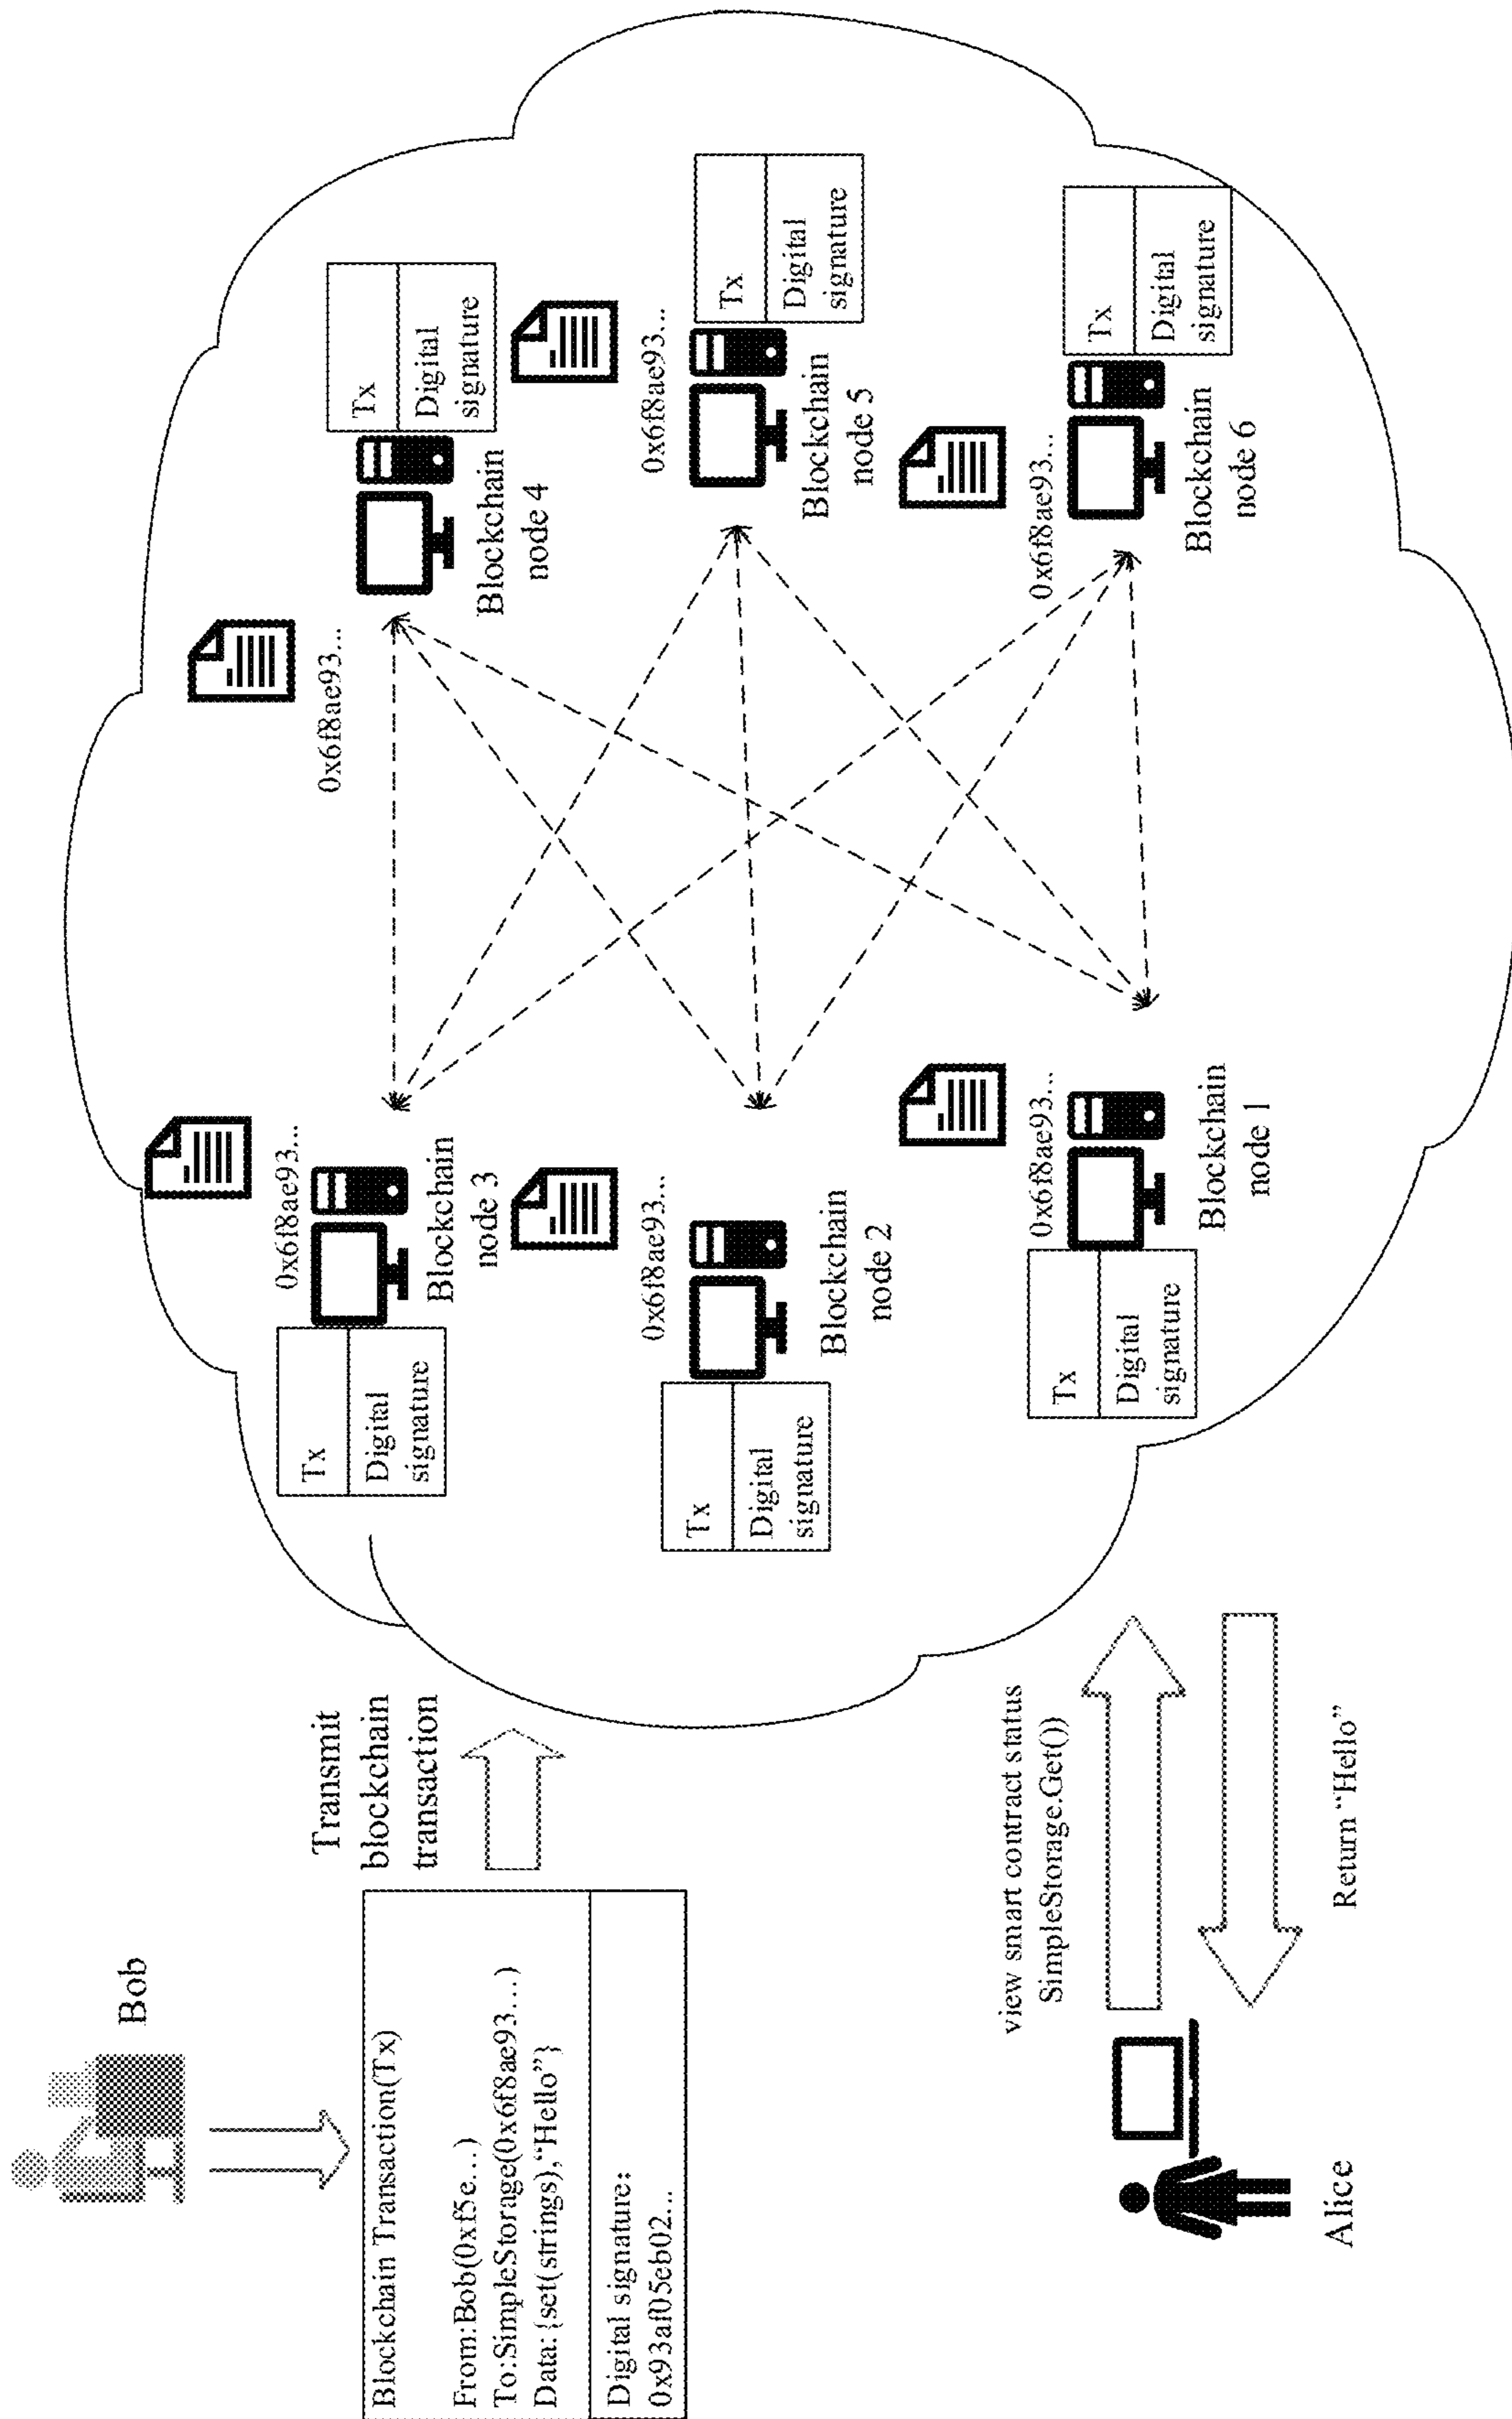 Bob
Blockchain Transaction(Tx)
From:Bob(0xf5e...)
To:SimpleStorage(0x6f8ae93...)
Data:{set(strings),“Hello”}
Digital signature:
0x93af05eb02...
Transmit
blockchain
transaction
Alice
view smart contract status
SimpleStorage.Get())
Return “Hello”
0x6f8ae93...
Tx
Digital
signature
Blockchain
node 3
0x6f8ae93...
Tx
Digital
signature
Blockchain
node 2
0x6f8ae93...
Tx
Digital
signature
Blockchain
node 1
0x6f8ae93...
Tx
Digital
signature
Blockchain
node 4
0x6f8ae93...
Tx
Digital
signature
Blockchain
node 5
0x6f8ae93...
Tx
Digital
signature
Blockchain
node 6